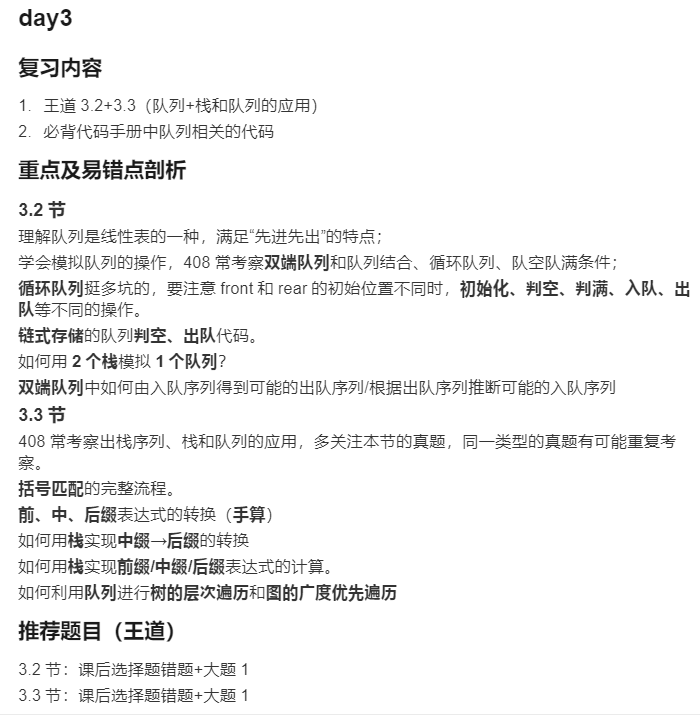 day3
复习内容
1. 王道 3.2+3.3（队列+栈和队列的应用）
2. 必背代码手册中队列相关的代码
重点及易错点剖析
3.2 节
理解队列是线性表的一种，满足“先进先出”的特点；
学会模拟队列的操作，408 常考察双端队列和队列结合、循环队列、队空队满条件；
循环队列挺多坑的，要注意 front 和 rear 的初始位置不同时，初始化、判空、判满、入队、出
队等不同的操作。
链式存储的队列判空、出队代码。
如何用 2 个栈模拟 1 个队列？
双端队列中如何由入队序列得到可能的出队序列/根据出队序列推断可能的入队序列
3.3 节
408 常考察出栈序列、栈和队列的应用，多关注本节的真题，同一类型的真题有可能重复考
察。
括号匹配的完整流程。
前、中、后缀表达式的转换（手算）
如何用栈实现中缀→后缀的转换
如何用栈实现前缀/中缀/后缀表达式的计算。
如何利用队列进行树的层次遍历和图的广度优先遍历
推荐题目（王道）
3.2 节：课后选择题错题+大题 1
3.3 节：课后选择题错题+大题 1